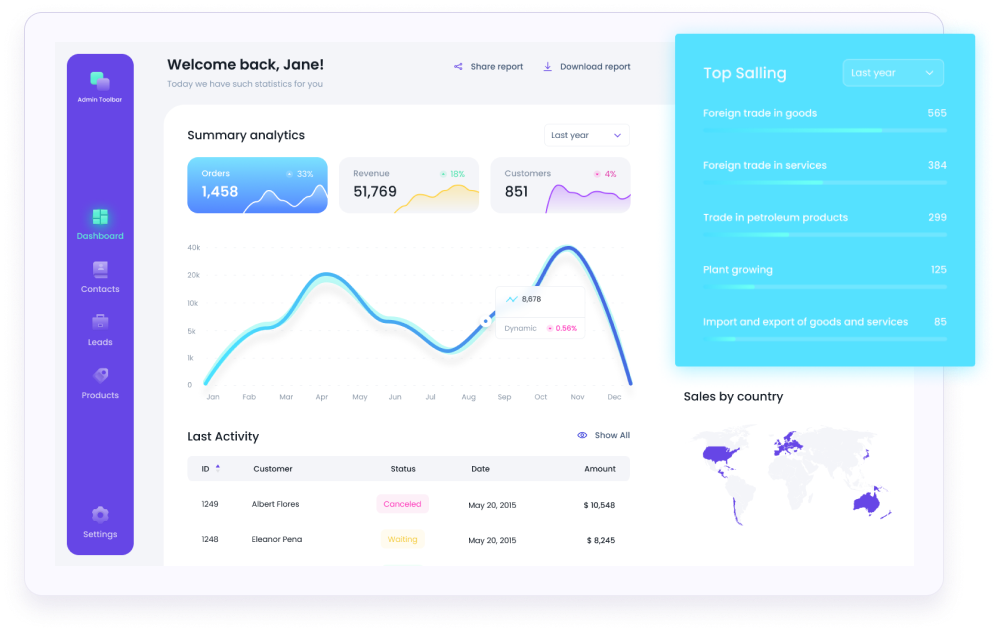 Admin Toolbar
Dashboard
Contacts
Leads
Products
Settings
Welcome back, Jane!
Today we have such statistics for you
Share report
Download report
Summary analytics
Last year
Orders 33%
1,458
Revenue 18%
51,769
Customers 4%
851
40k
20k
10k
5k
1k
0
8,678
Dynamic 0.56%
Jan Fab Mar Apr May Jun Jul Aug Sep Oct Nov Dec
Last Activity
Show All
ID Customer Status Date Amount
1249 Albert Flores Canceled May 20, 2015 $ 10,548
1248 Eleanor Pena Waiting May 20, 2015 $ 8,245
Top Salling
Last year
Foreign trade in goods 565
Foreign trade in services 384
Trade in petroleum products 299
Plant growing 125
Import and export of goods and services 85
Sales by country